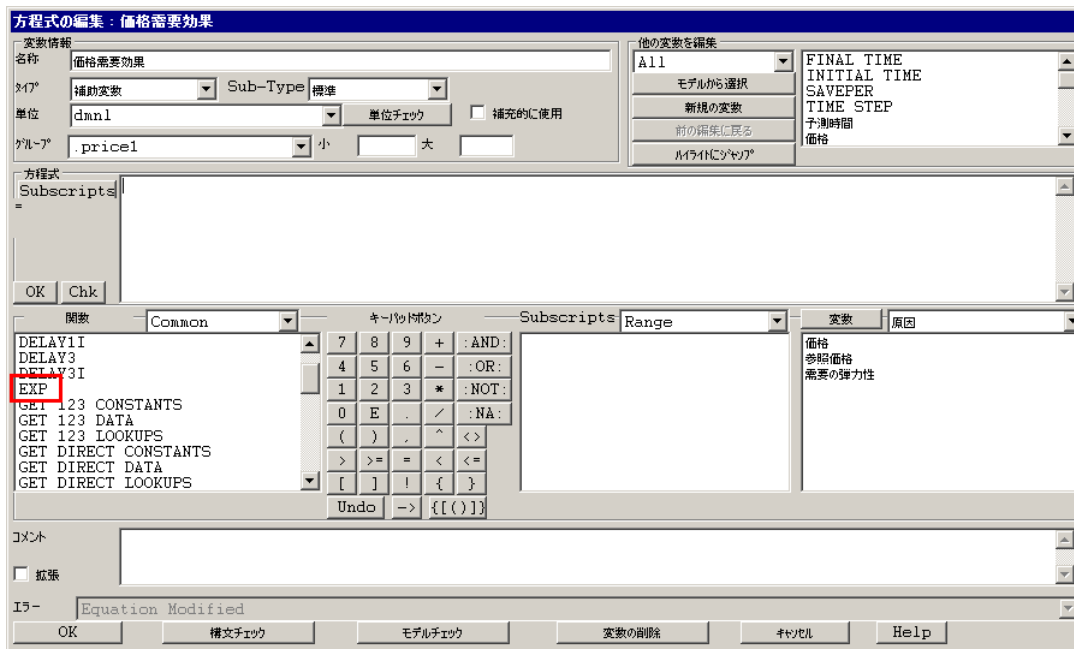 方程式の編集：価格需要効果
変数情報
名称 価格需要効果
ﾀｲﾌﾟ 補助変数 Sub-Type 標準
単位 dmnl 単位ﾁｪｯｸ 補充的に使用
ｸﾞﾙｰﾌﾟ .price1 小 大
他の変数を編集
All
モデルから選択
新規の変数
前の編集に戻る
ﾊｲﾗｲﾄにｼﾞｬﾝﾌﾟ
FINAL TIME
INITIAL TIME
SAVEPER
TIME STEP
予測時間
価格
方程式
Subscripts
=
OK Chk
関数 Common
DELAY1I
DELAY3
DELAY3I
EXP
GET 123 CONSTANTS
GET 123 DATA
GET 123 LOOKUPS
GET DIRECT CONSTANTS
GET DIRECT DATA
GET DIRECT LOOKUPS
キーパッドボタン
7 8 9 + :AND:
4 5 6 - :OR:
1 2 3 * :NOT:
0 E . / :NA:
( ) , ^ <>
> >= = < <=
[ ] ! { }
Undo -> {[()]}
Subscripts Range
変数 原因
価格
参照価格
需要の弾力性
ｺﾒﾝﾄ
拡張
ｴﾗｰ Equation Modified
OK 構文ﾁｪｯｸ モデルﾁｪｯｸ 変数の削除 ｷｬﾝｾﾙ Help